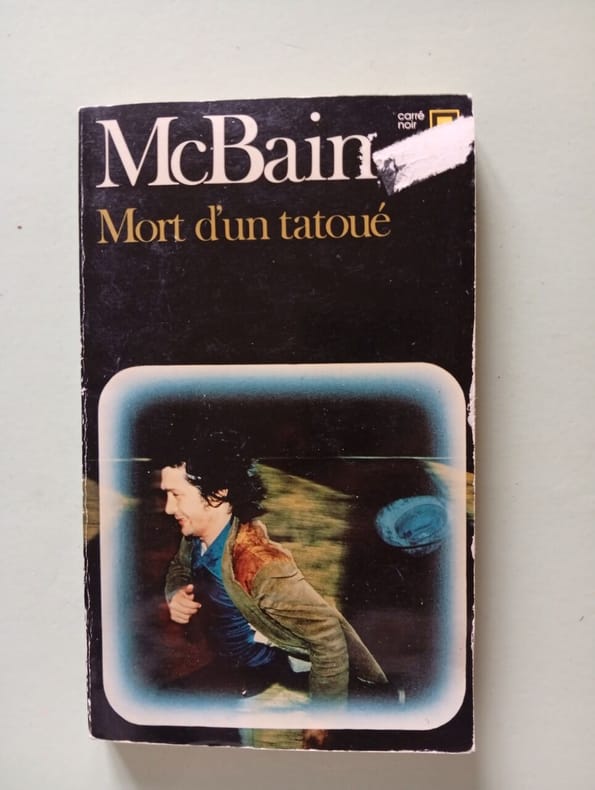 McBain
carré
noir
Mort d'un tatoué